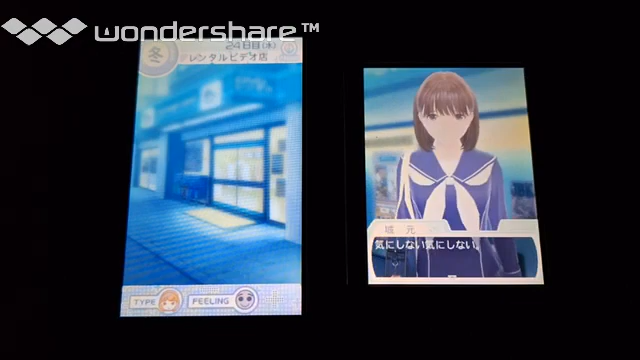 wondershare™
冬
24日目(木)
レンタルビデオ店
城元
気にしない気にしない。
TYPE
FEELING